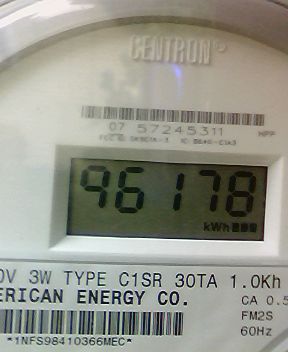 CENTRON®
07 57245311 HPP
96178
kWh
0V 3W TYPE C1SR 30TA 1.0Kh
ERICAN ENERGY CO.
CA 0.5
FM2S
60Hz
*1NFS98410366MEC*